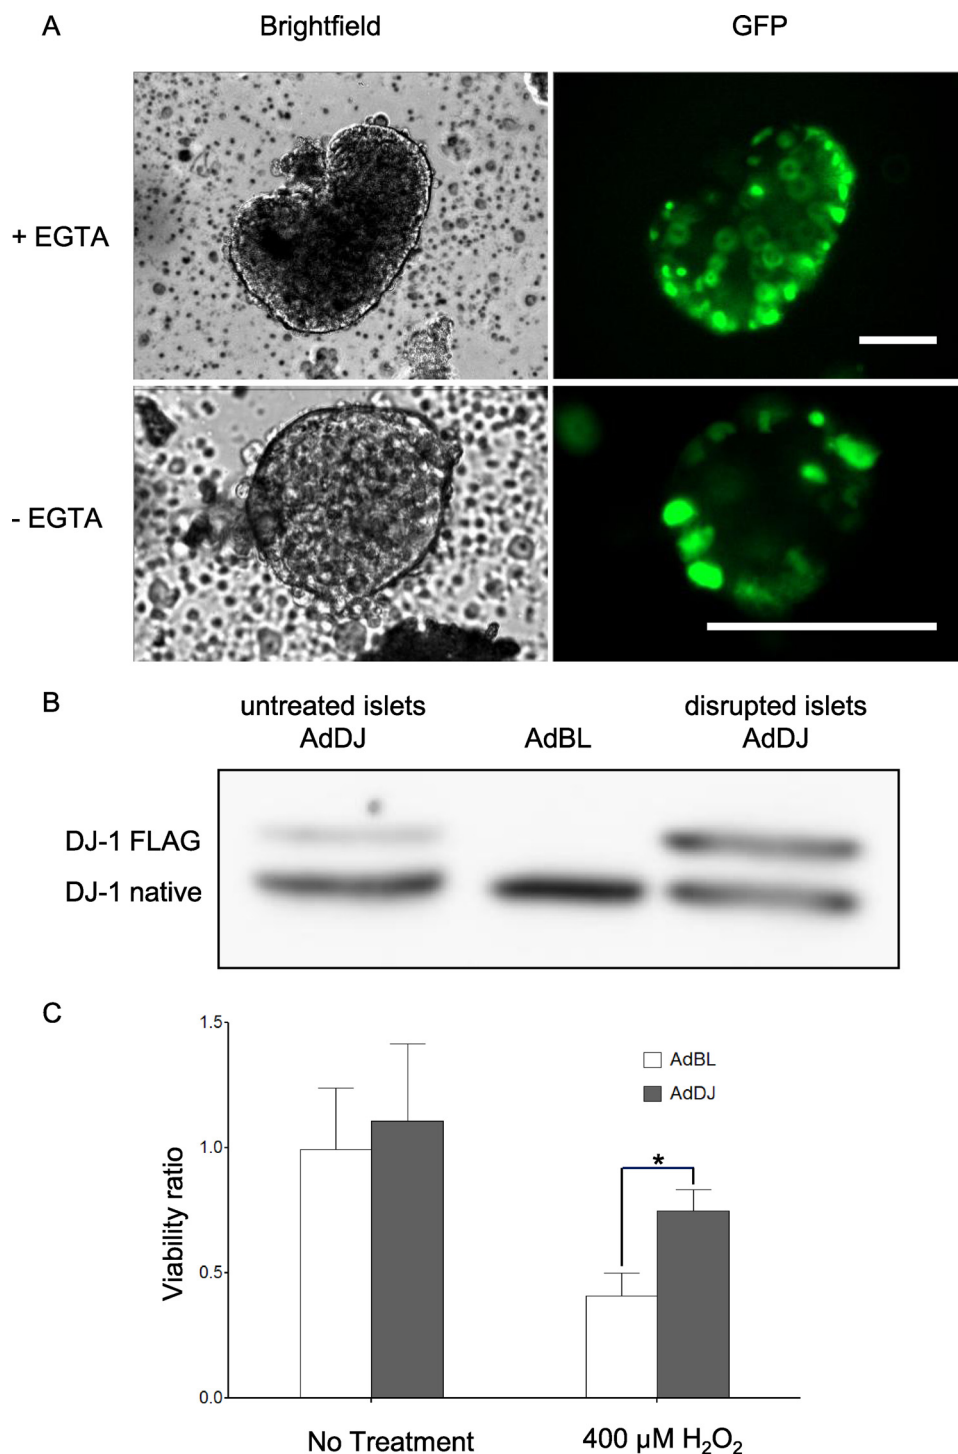 A
Brightfield
GFP
+ EGTA
- EGTA
B
untreated islets
AdDJ
AdBL
disrupted islets
AdDJ
DJ-1 FLAG
DJ-1 native
C
1.5
1.0
0.5
0.0
Viability ratio
AdBL
AdDJ
*
No Treatment
400 µM H₂O₂